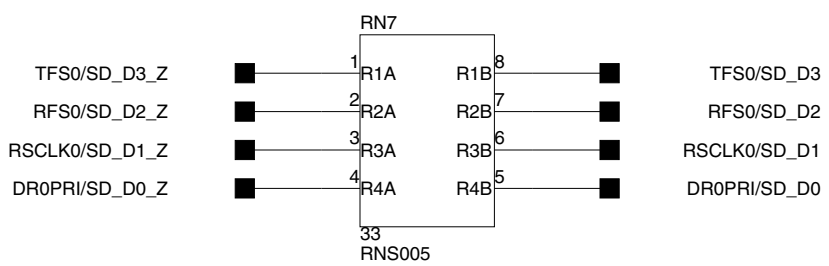 RN7
TFS0/SD_D3_Z 1 R1A R1B 8 TFS0/SD_D3
RFS0/SD_D2_Z 2 R2A R2B 7 RFS0/SD_D2
RSCLK0/SD_D1_Z 3 R3A R3B 6 RSCLK0/SD_D1
DR0PRI/SD_D0_Z 4 R4A R4B 5 DR0PRI/SD_D0
33
RNS005